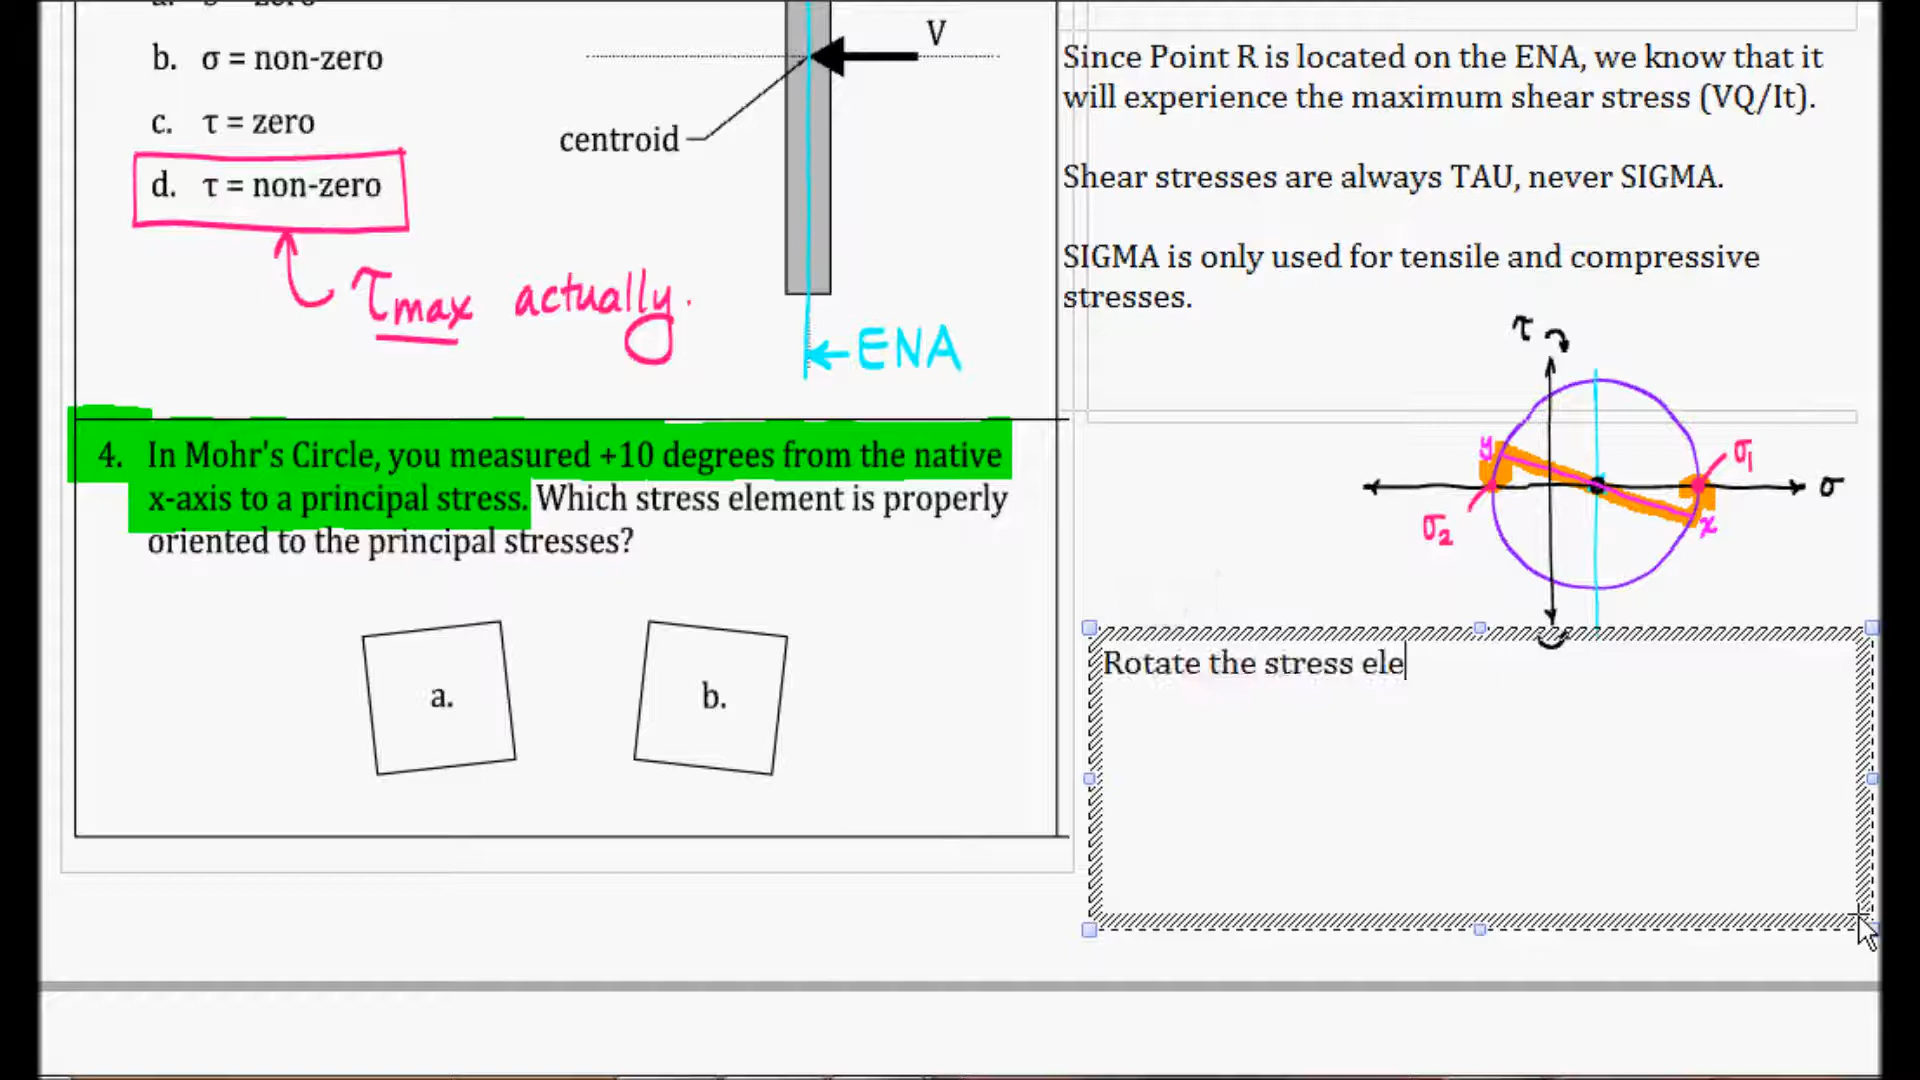 b. σ = non-zero
c. τ = zero
d. τ = non-zero
τmax actually.
V
centroid
ENA
Since Point R is located on the ENA, we know that it
will experience the maximum shear stress (VQ/It).
Shear stresses are always TAU, never SIGMA.
SIGMA is only used for tensile and compressive
stresses.
4. In Mohr's Circle, you measured +10 degrees from the native
x-axis to a principal stress. Which stress element is properly
oriented to the principal stresses?
a.
b.
τ
y
σ1
σ
σ2
x
Rotate the stress ele